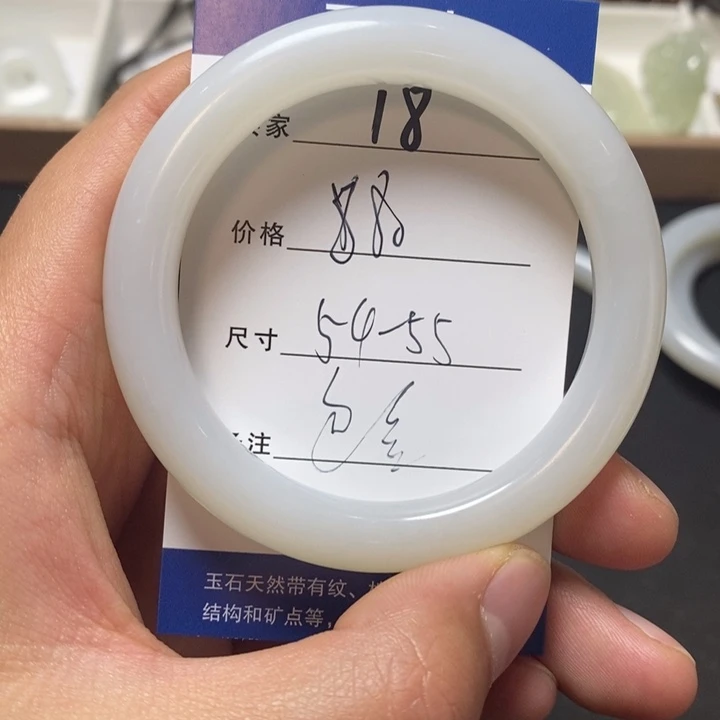 家 18
价格 88
尺寸 54-55
注
玉石天然带有纹、
结构和矿点等，